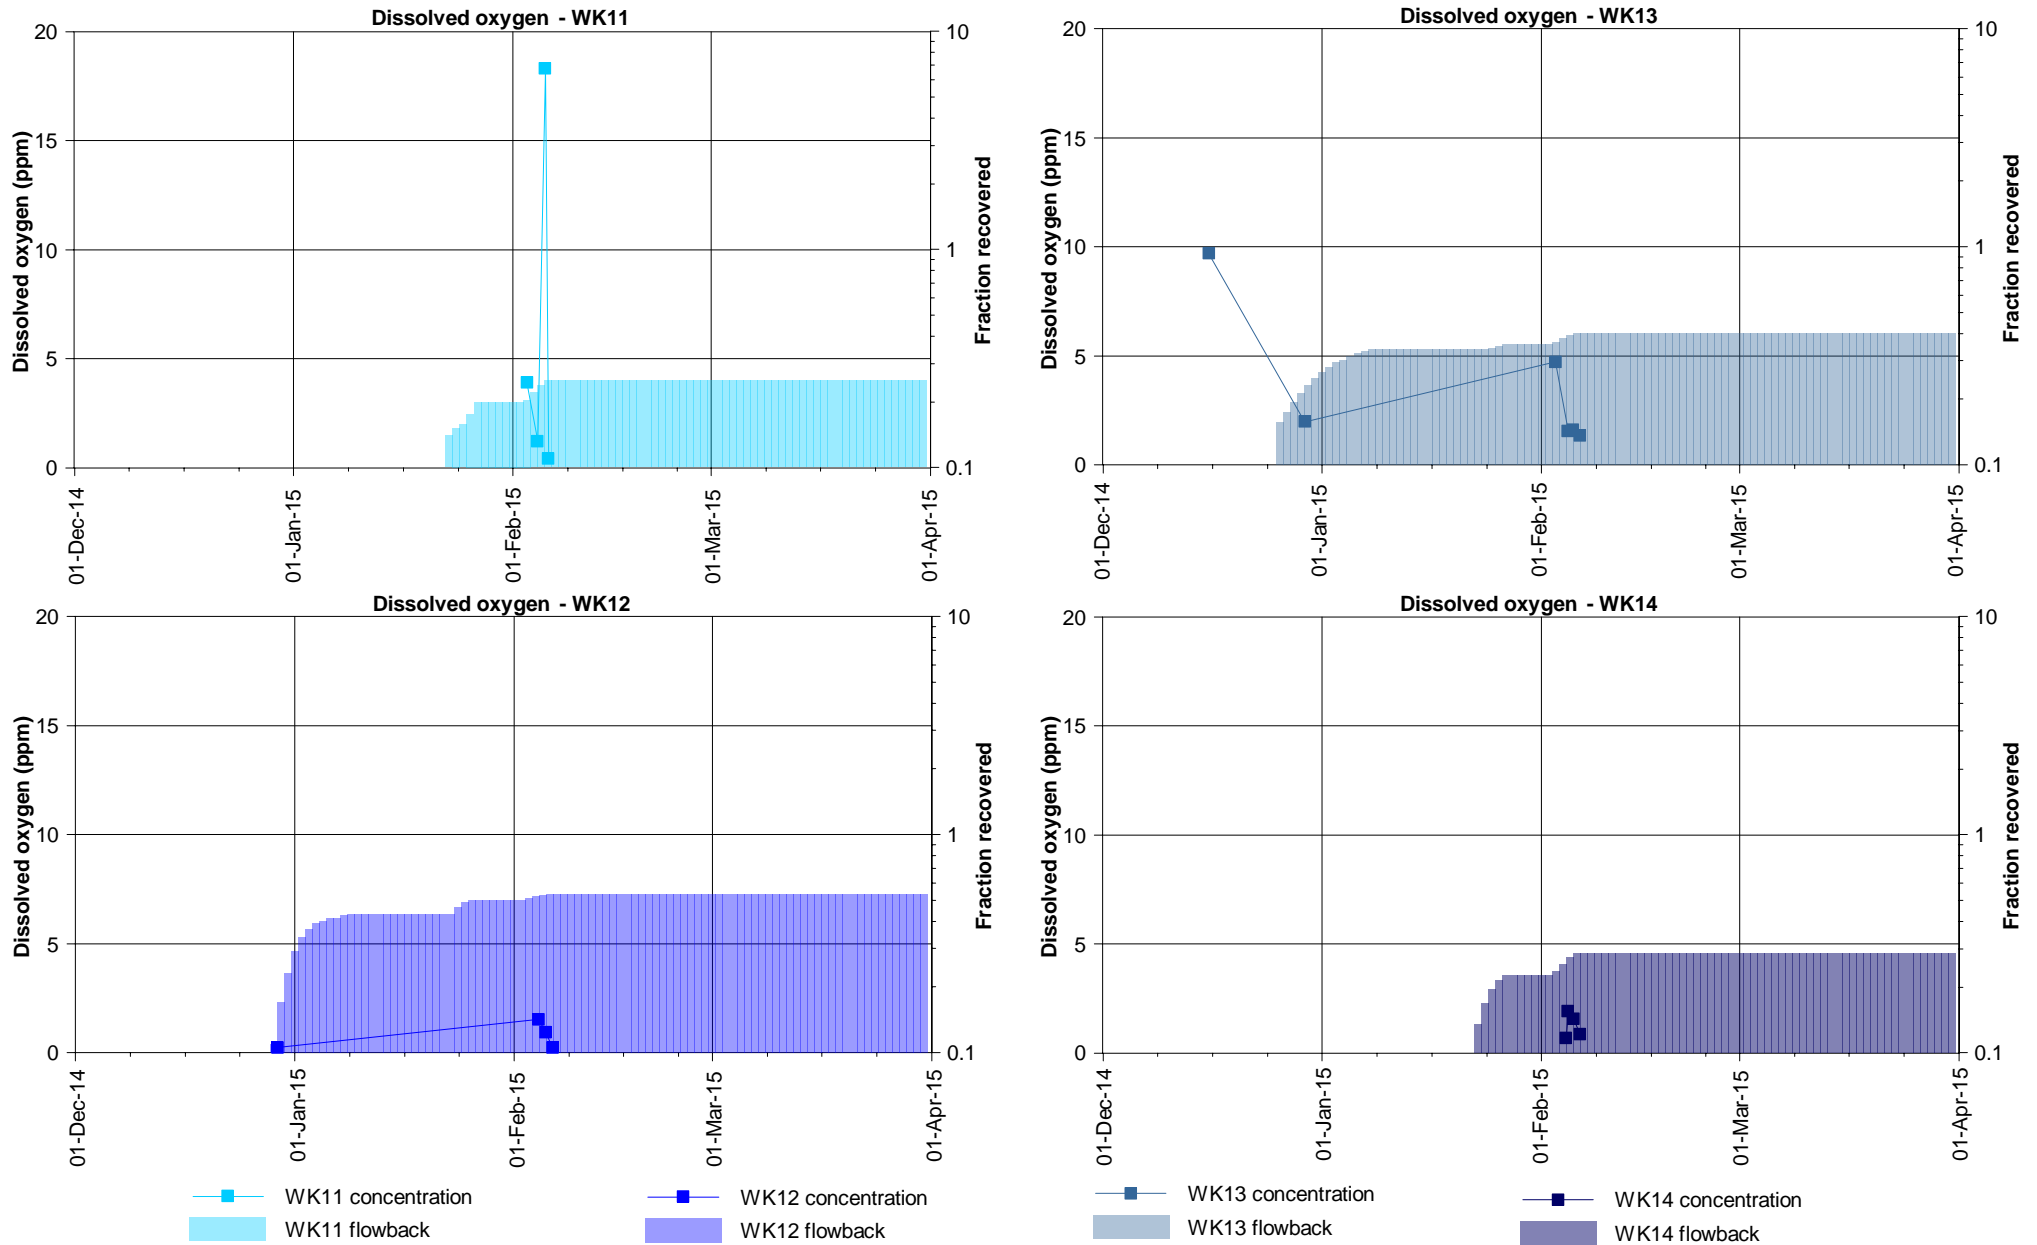 Dissolved oxygen - WK11
20
15
10
5
0
Dissolved oxygen (ppm)
10
1
0.1
Fraction recovered
01-Dec-14
01-Jan-15
01-Feb-15
01-Mar-15
01-Apr-15
Dissolved oxygen - WK13
20
15
10
5
0
Dissolved oxygen (ppm)
10
1
0.1
Fraction recovered
01-Dec-14
01-Jan-15
01-Feb-15
01-Mar-15
01-Apr-15
Dissolved oxygen - WK12
20
15
10
5
0
Dissolved oxygen (ppm)
10
1
0.1
Fraction recovered
01-Dec-14
01-Jan-15
01-Feb-15
01-Mar-15
01-Apr-15
Dissolved oxygen - WK14
20
15
10
5
0
Dissolved oxygen (ppm)
10
1
0.1
Fraction recovered
01-Dec-14
01-Jan-15
01-Feb-15
01-Mar-15
01-Apr-15
WK11 concentration
WK11 flowback
WK12 concentration
WK12 flowback
WK13 concentration
WK13 flowback
WK14 concentration
WK14 flowback